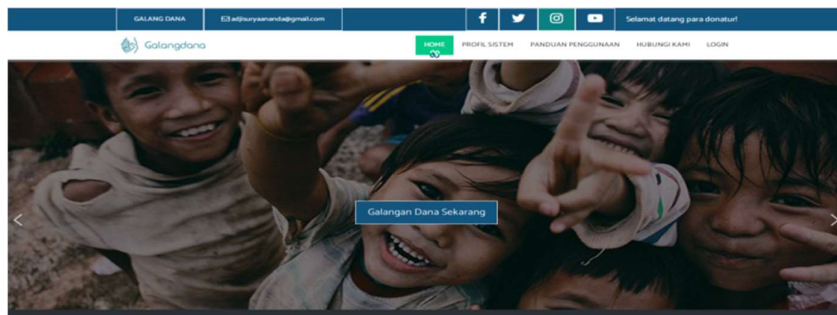 GALANG DANA
adjisuryaananda@gmail.com
Selamat datang para donatur!
Galangdana
HOME
PROFIL SISTEM
PANDUAN PENGGUNAAN
HUBUNGI KAMI
LOGIN
Galangan Dana Sekarang